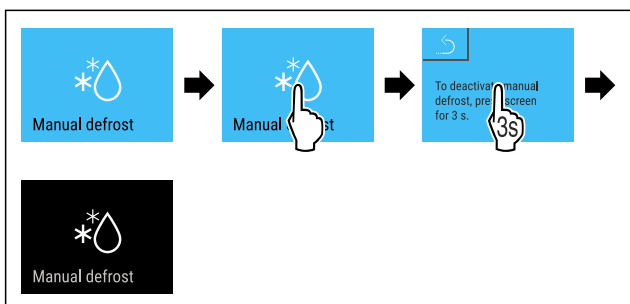 Manual defrost
Manual st
To deactivate manual
defrost, press screen
for 3 s.
3s
Manual defrost